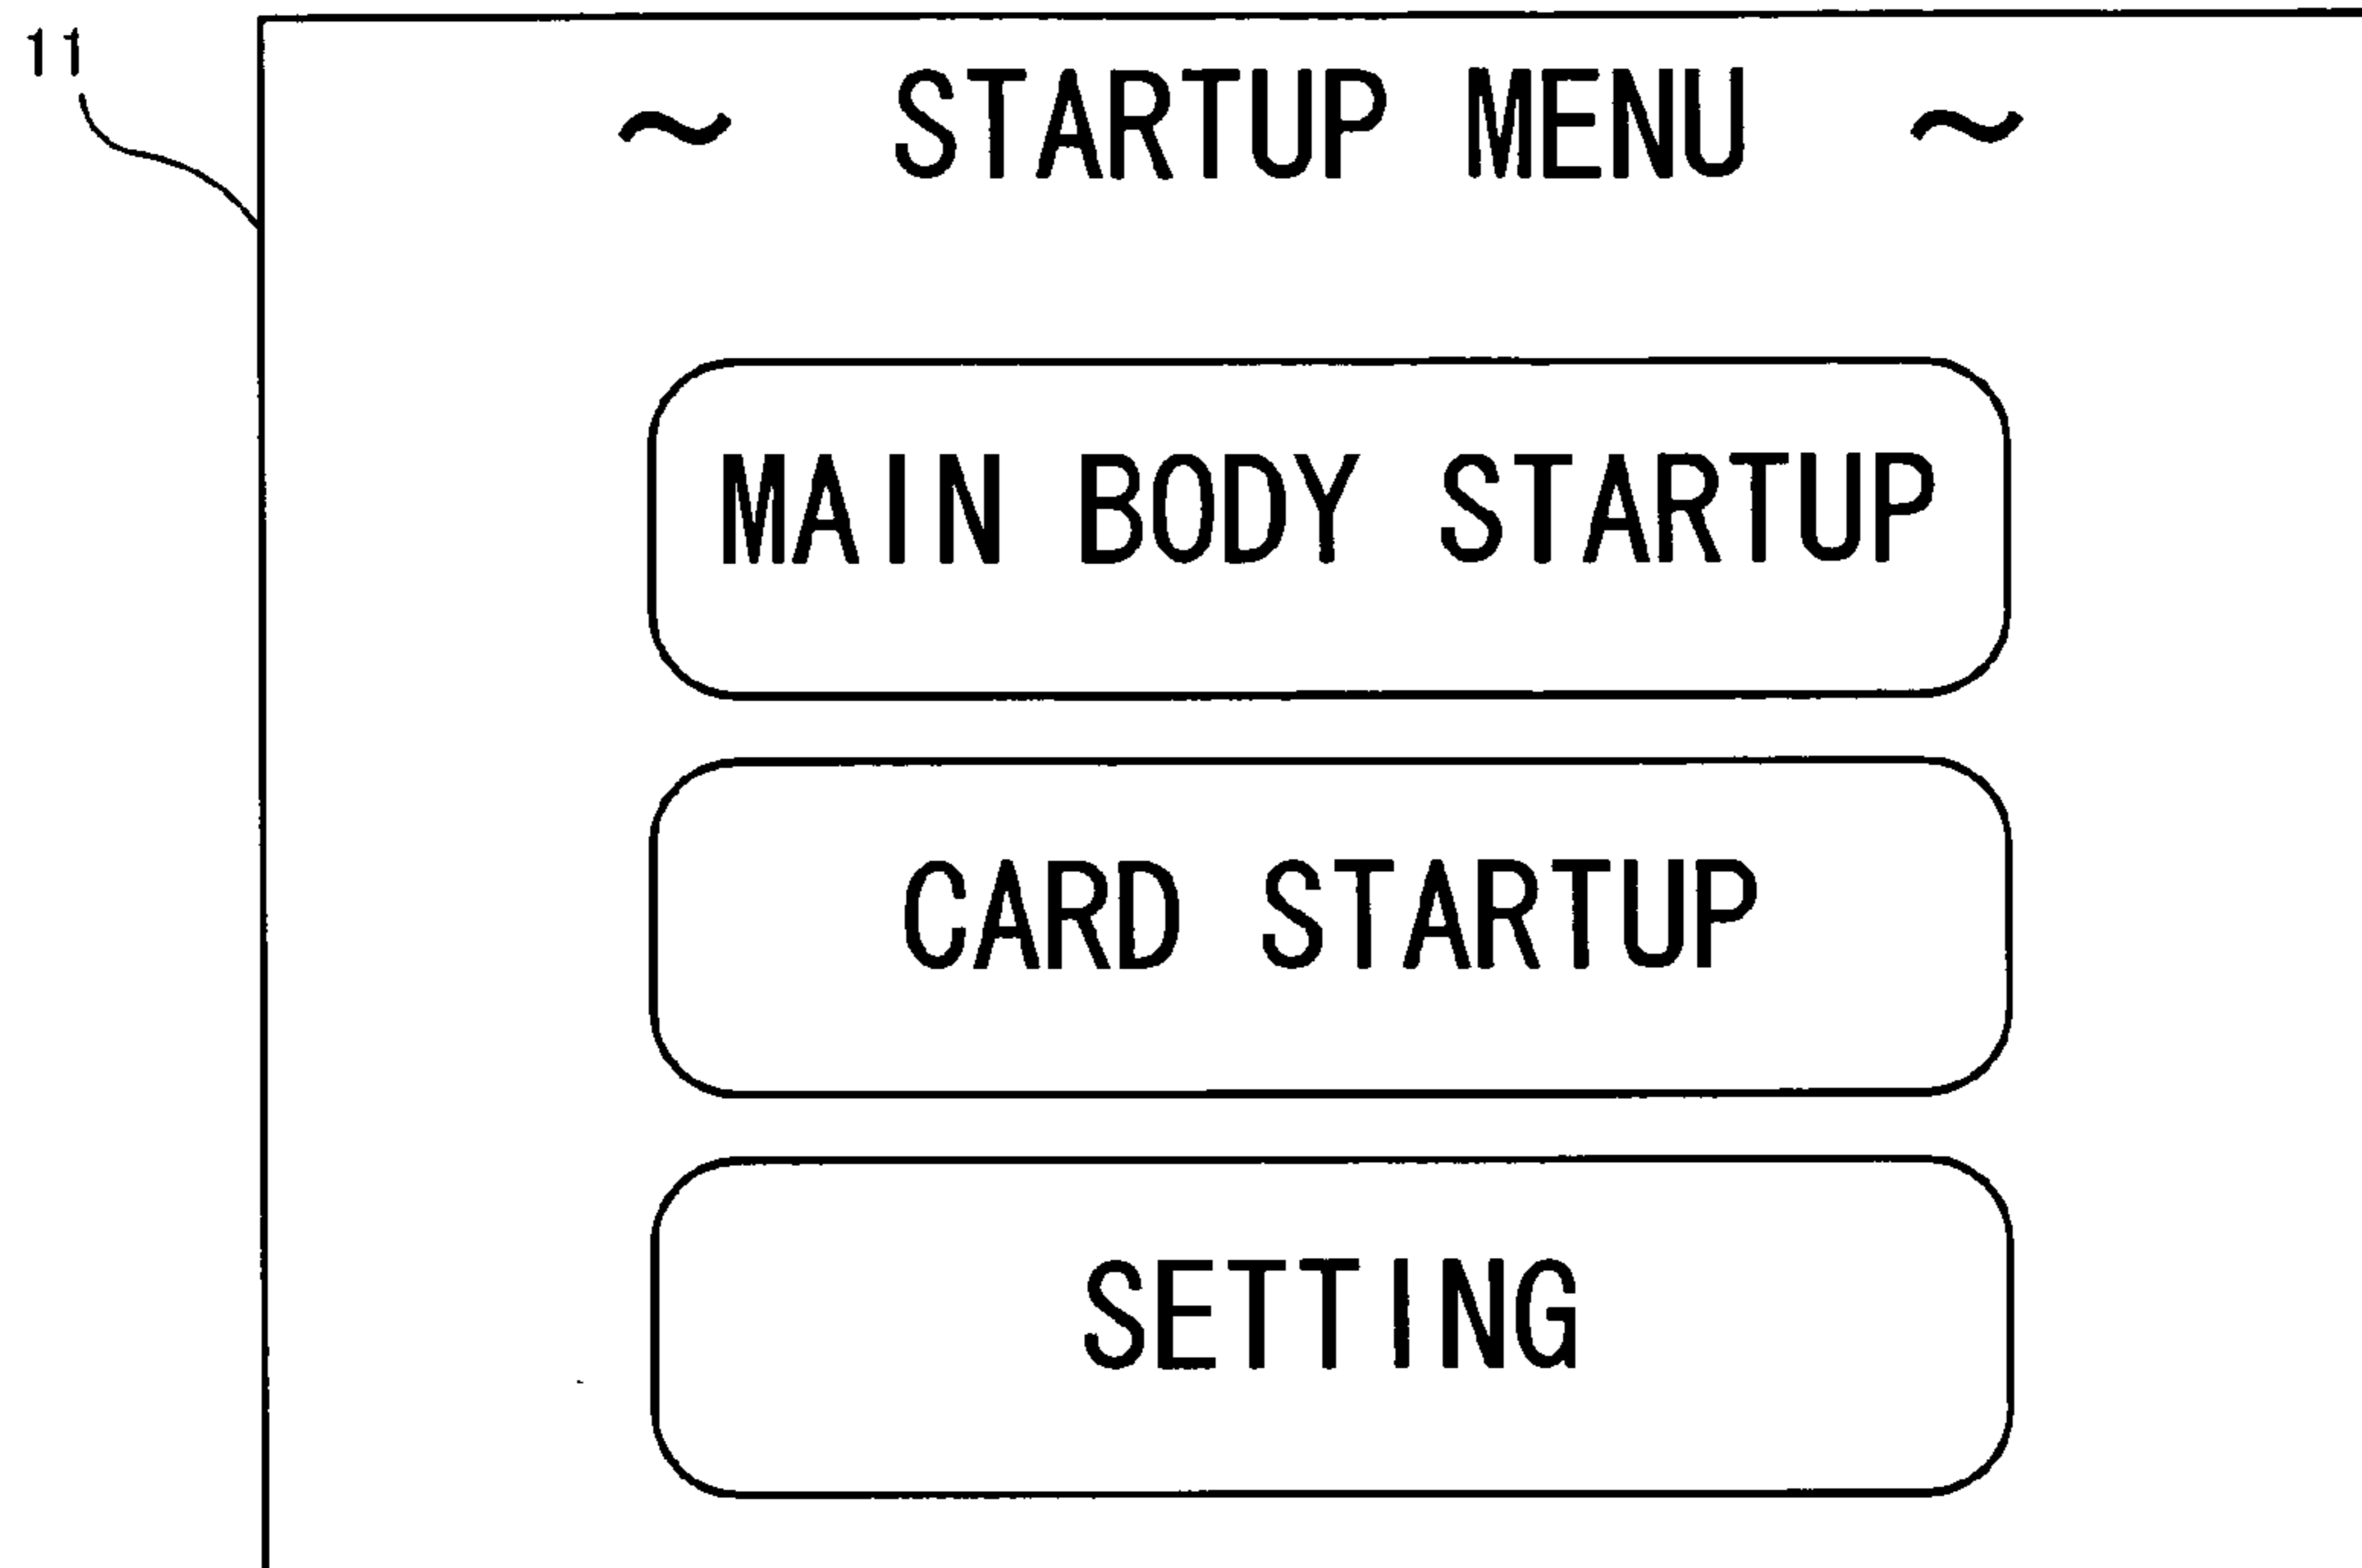 11
~ STARTUP MENU ~
MAIN BODY STARTUP
CARD STARTUP
SETTING